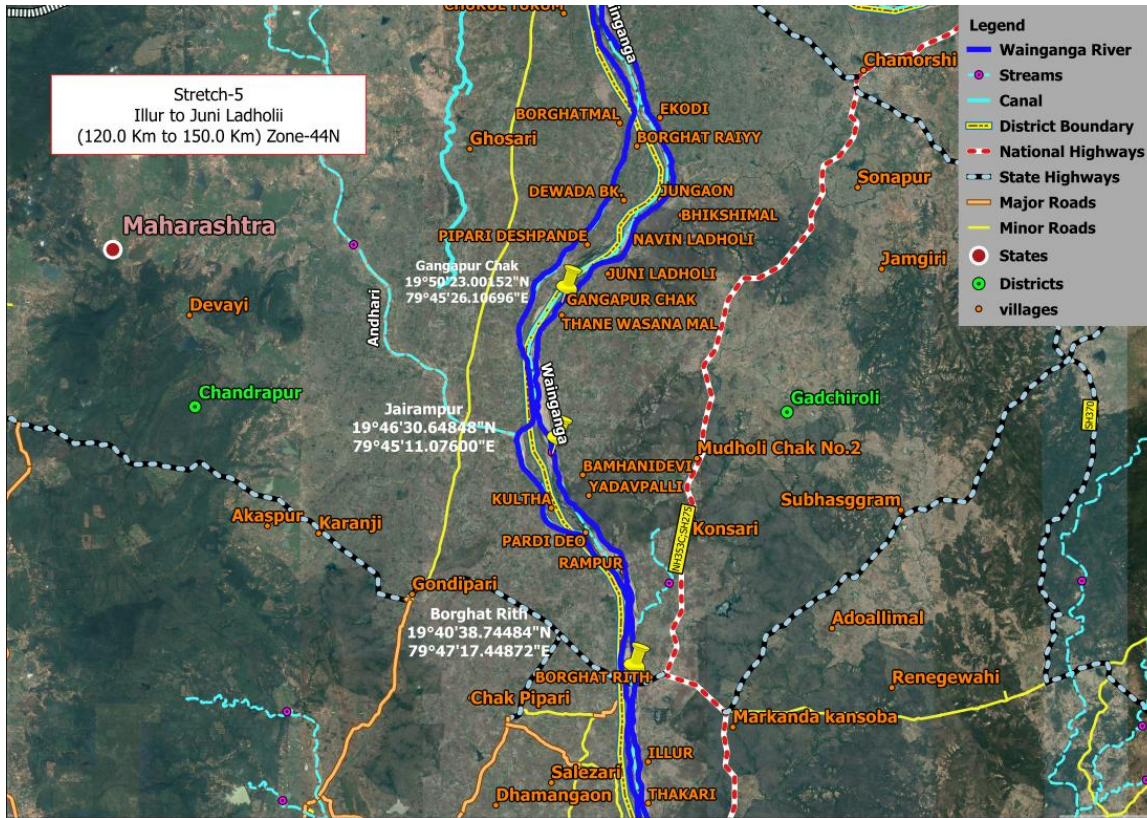 CHUKUL TUKUM
Wainganga
Legend
Wainganga River
Streams
Canal
District Boundary
National Highways
State Highways
Major Roads
Minor Roads
States
Districts
villages
Stretch-5
Illur to Juni Ladholii
(120.0 Km to 150.0 Km) Zone-44N
Chamorshi
EKODI
BORGHATMAL
BORGHAT RAIYY
Ghosari
Sonapur
DEWADA BK.
JUNGAON
BHIKSHIMAL
Maharashtra
PIPARI DESHPANDE
NAVIN LADHOLI
Jamgiri
Gangapur Chak
19°50'23.00152"N
79°45'26.10696"E
JUNI LADHOLI
GANGAPUR CHAK
THANE WASANA MAL
Devayi
Andhari
Wainganga
Chandrapur
Gadchiroli
SH370
Jairampur
19°46'30.64848"N
79°45'11.07600"E
Mudholi Chak No.2
BAMHANIDEVI
YADAVPALLI
KULTHA
Subhasggram
Akaspur
Karanji
NH353C;SH275
Konsari
PARDI DEO
RAMPUR
Gondipari
Borghat Rith
19°40'38.74484"N
79°47'17.44872"E
Adoallimal
BORGHAT RITH
Renegewahi
Chak Pipari
Markanda kansoba
ILLUR
Salezari
Dhamangaon
THAKARI